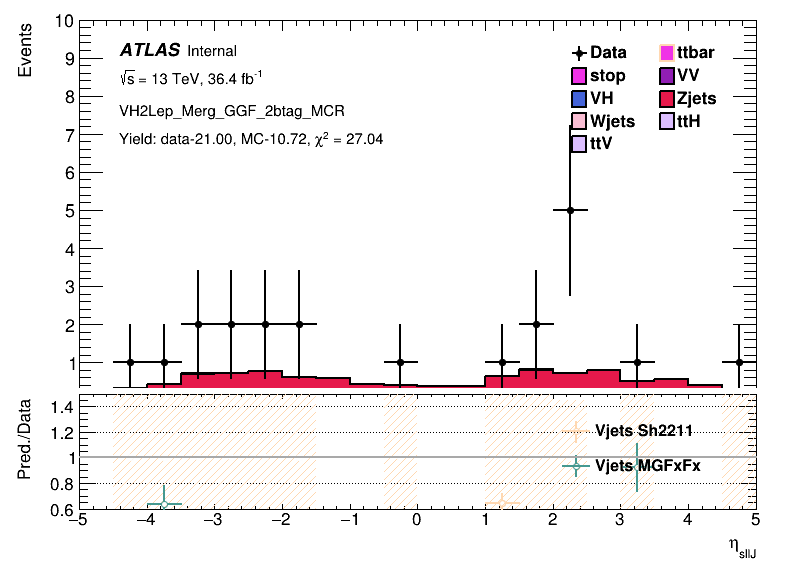 Events
10
9
8
7
6
5
4
3
2
1
ATLAS Internal
√s = 13 TeV, 36.4 fb⁻¹
VH2Lep_Merg_GGF_2btag_MCR
Yield: data-21.00, MC-10.72, χ² = 27.04
Data ttbar
stop VV
VH Zjets
Wjets ttH
ttV
Pred./Data
1.4
1.2
1
0.8
0.6
Vjets Sh2211
Vjets MGFxFx
−5 −4 −3 −2 −1 0 1 2 3 4 5
η_sllJ